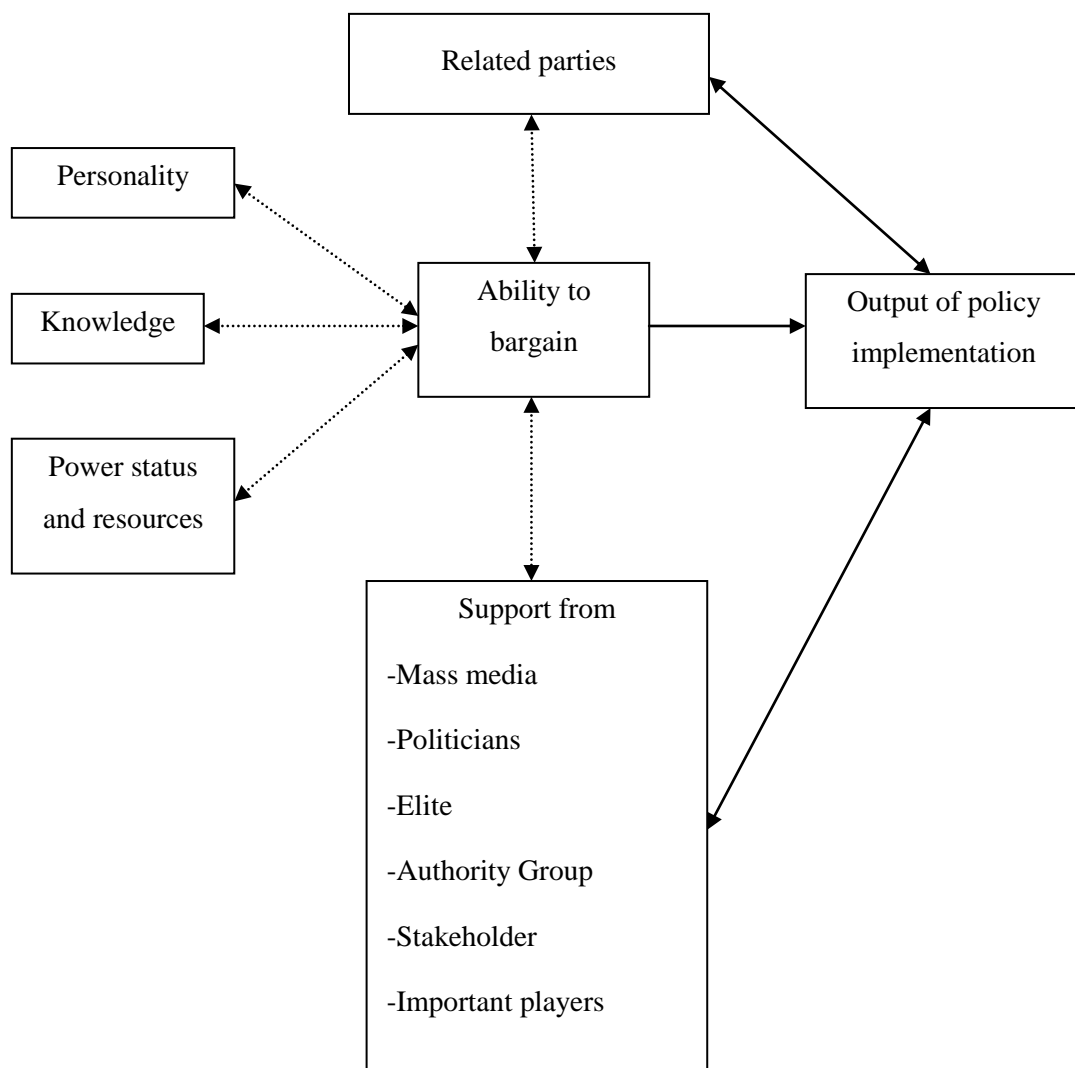 Related parties
Personality
Knowledge
Power status
and resources
Ability to
bargain
Output of policy
implementation
Support from
-Mass media
-Politicians
-Elite
-Authority Group
-Stakeholder
-Important players